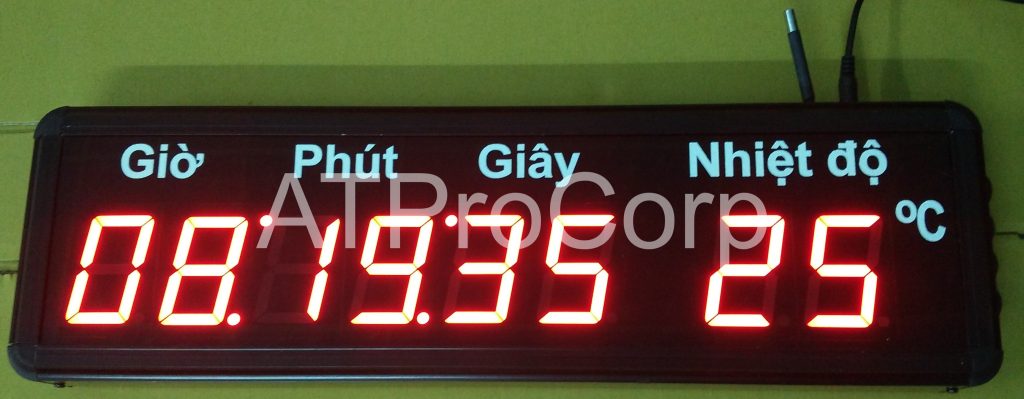 Giờ Phút Giây Nhiệt độ
ATProCorp
08:19:35 25 ºC